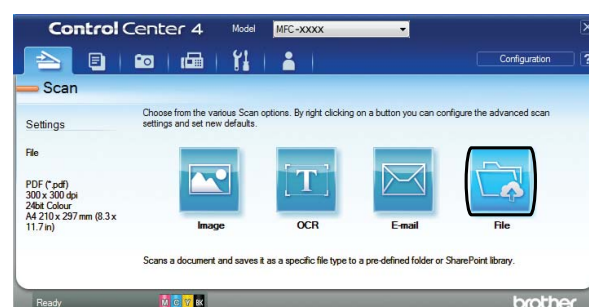 Control Center 4 Model MFC-XXXX
Configuration ?
Scan
Choose from the various Scan options. By right clicking on a button you can configure the advanced scan
settings and set new defaults.
Settings
File
PDF (*.pdf)
300 x 300 dpi
24bit Colour
A4 210 x 297 mm (8.3 x
11.7 in)
[T]
Image OCR E-mail File
Scans a document and saves it as a specific file type to a pre-defined folder or SharePoint library.
Ready M C Y BK brother